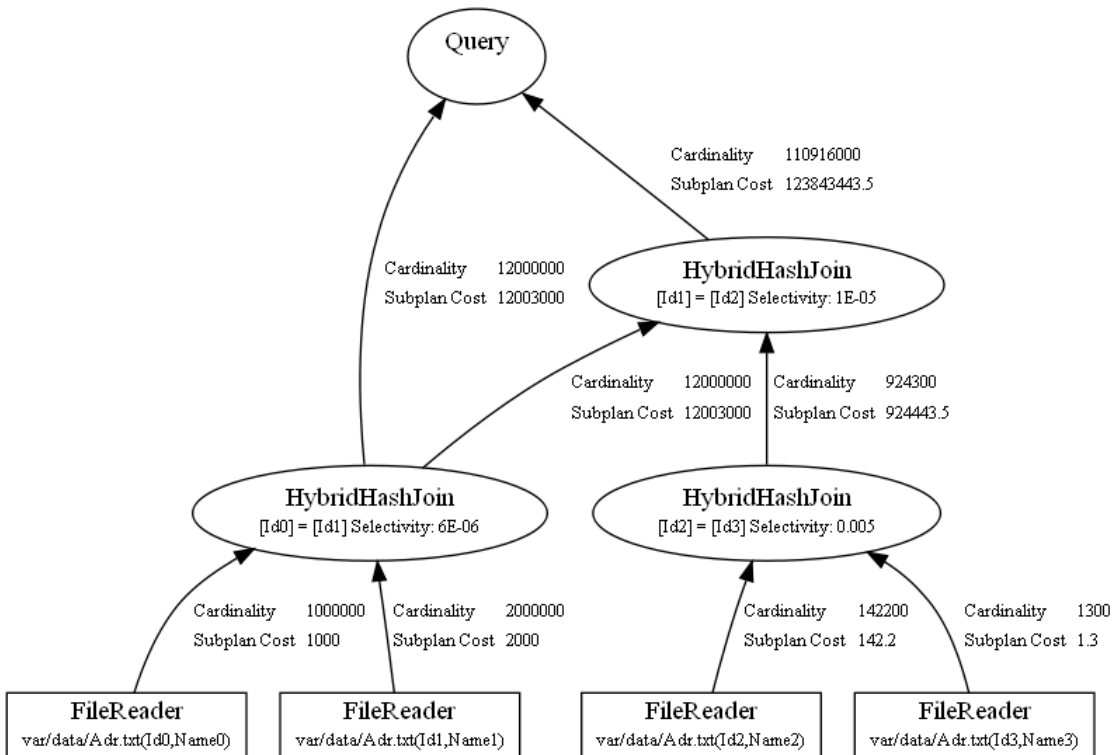 Query
Cardinality 110916000
Subplan Cost 123843443.5
Cardinality 12000000
Subplan Cost 12003000
HybridHashJoin
[Id1] = [Id2] Selectivity: 1E-05
Cardinality 12000000
Subplan Cost 12003000
Cardinality 924300
Subplan Cost 924443.5
HybridHashJoin
[Id0] = [Id1] Selectivity: 6E-06
HybridHashJoin
[Id2] = [Id3] Selectivity: 0.005
Cardinality 1000000
Subplan Cost 1000
Cardinality 2000000
Subplan Cost 2000
Cardinality 142200
Subplan Cost 142.2
Cardinality 1300
Subplan Cost 1.3
FileReader
var/data/Adr.txt(Id0,Name0)
FileReader
var/data/Adr.txt(Id1,Name1)
FileReader
var/data/Adr.txt(Id2,Name2)
FileReader
var/data/Adr.txt(Id3,Name3)